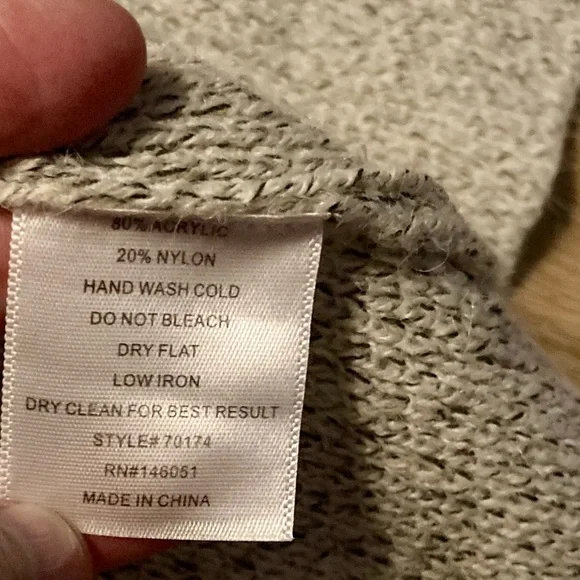 80% ACRYLIC
20% NYLON
HAND WASH COLD
DO NOT BLEACH
DRY FLAT
LOW IRON
DRY CLEAN FOR BEST RESULT
STYLE# 70174
RN#146051
MADE IN CHINA